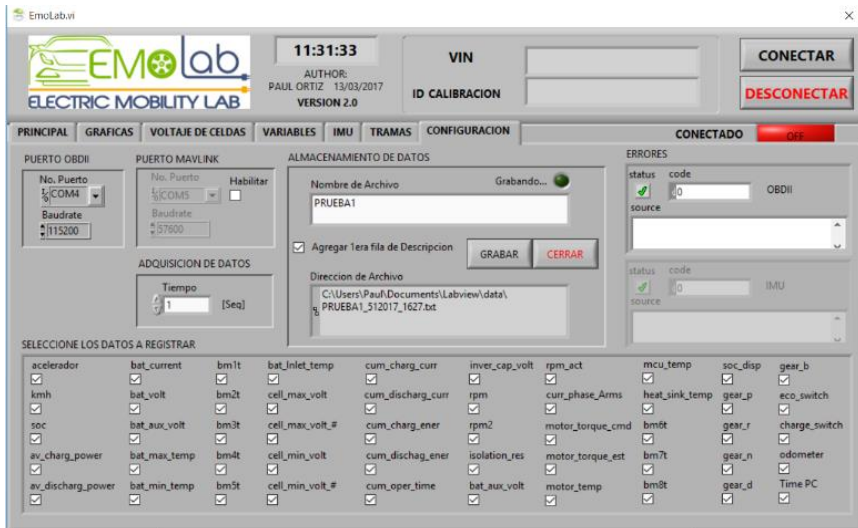 EmoLab.vi
EMOLab
ELECTRIC MOBILITY LAB
11:31:33
AUTHOR:
PAUL ORTIZ 13/03/2017
VERSION 2.0
VIN
ID CALIBRACION
CONECTAR
DESCONECTAR
PRINCIPAL GRAFICAS VOLTAJE DE CELDAS VARIABLES IMU TRAMAS CONFIGURACION CONECTADO OFF
PUERTO OBDII
No. Puerto
COM4
Baudrate
115200
PUERTO MAVLINK
No. Puerto Habilitar
COM5
Baudrate
57600
ADQUISICION DE DATOS
Tiempo
1 [Seq]
ALMACENAMIENTO DE DATOS
Nombre de Archivo Grabando...
PRUEBA1
Agregar 1era fila de Descripcion GRABAR CERRAR
Direccion de Archivo
C:\Users\Paul\Documents\Labview\data\
PRUEBA1_512017_1627.txt
ERRORES
status code
0 OBDII
source
status code
0 IMU
source
SELECCIONE LOS DATOS A REGISTRAR
acelerador bat_current bm1t bat_Inlet_temp cum_charg_curr inver_cap_volt rpm_act mcu_temp soc_disp gear_b
kmh bat_volt bm2t cell_max_volt cum_discharg_curr rpm curr_phase_Arms heat_sink_temp gear_p eco_switch
soc bat_aux_volt bm3t cell_max_volt_# cum_charg_ener rpm2 motor_torque_cmd bm6t gear_r charge_switch
av_charg_power bat_max_temp bm4t cell_min_volt cum_dischag_ener isolation_res motor_torque_est bm7t gear_n odometer
av_discharg_power bat_min_temp bm5t cell_min_volt_# cum_oper_time bat_aux_volt motor_temp bm8t gear_d Time PC